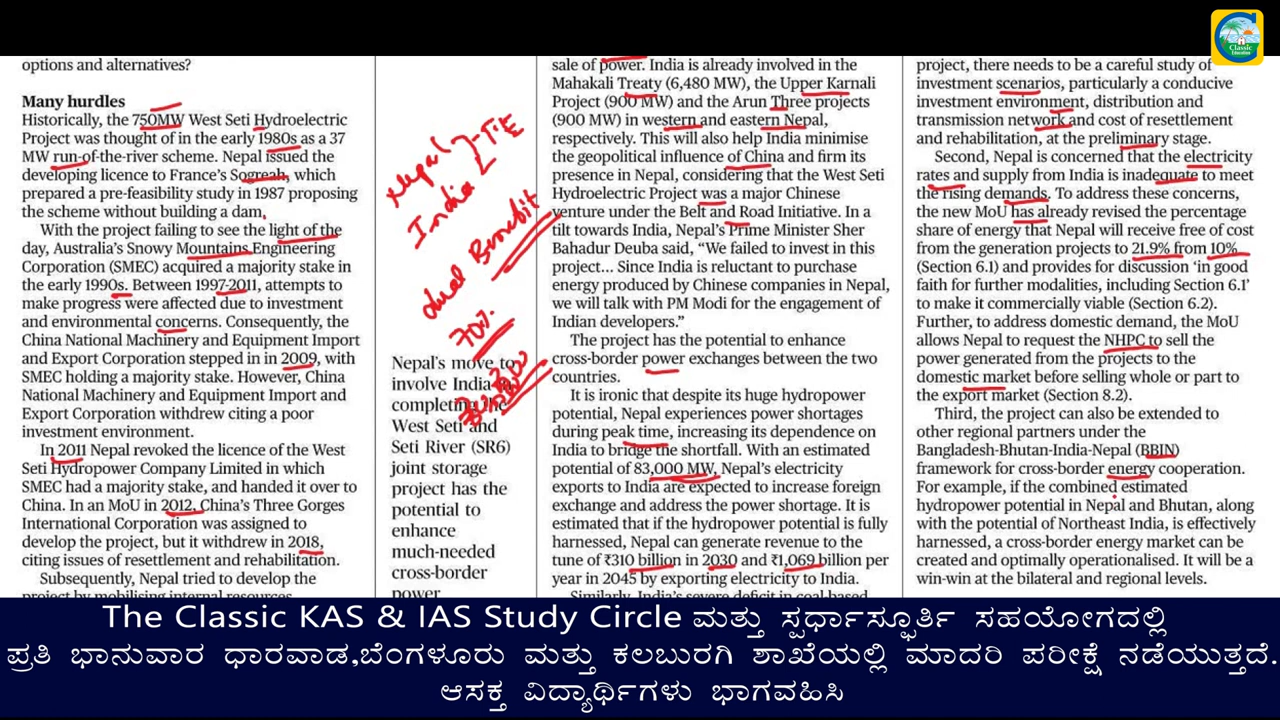 Classic
Education
options and alternatives?
Many hurdles
Historically, the 750MW West Seti Hydroelectric
Project was thought of in the early 1980s as a 37
MW run-of-the-river scheme. Nepal issued the
developing licence to France’s Sogreah, which
prepared a pre-feasibility study in 1987 proposing
the scheme without building a dam.
With the project failing to see the light of the
day, Australia’s Snowy Mountains Engineering
Corporation (SMEC) acquired a majority stake in
the early 1990s. Between 1997-2011, attempts to
make progress were affected due to investment
and environmental concerns. Consequently, the
China National Machinery and Equipment Import
and Export Corporation stepped in in 2009, with
SMEC holding a majority stake. However, China
National Machinery and Equipment Import and
Export Corporation withdrew citing a poor
investment environment.
In 2011 Nepal revoked the licence of the West
Seti Hydropower Company Limited in which
SMEC had a majority stake, and handed it over to
China. In an MoU in 2012, China’s Three Gorges
International Corporation was assigned to
develop the project, but it withdrew in 2018,
citing issues of resettlement and rehabilitation.
Subsequently, Nepal tried to develop the
project by mobilising internal resources
Nepal
India
dual Benefit
70%
Nepal’s move to
involve India in
completing the
West Seti and
Seti River (SR6)
joint storage
project has the
potential to
enhance
much-needed
cross-border
power
sale of power. India is already involved in the
Mahakali Treaty (6,480 MW), the Upper Karnali
Project (900 MW) and the Arun Three projects
(900 MW) in western and eastern Nepal,
respectively. This will also help India minimise
the geopolitical influence of China and firm its
presence in Nepal, considering that the West Seti
Hydroelectric Project was a major Chinese
venture under the Belt and Road Initiative. In a
tilt towards India, Nepal’s Prime Minister Sher
Bahadur Deuba said, “We failed to invest in this
project... Since India is reluctant to purchase
energy produced by Chinese companies in Nepal,
we will talk with PM Modi for the engagement of
Indian developers.”
The project has the potential to enhance
cross-border power exchanges between the two
countries.
It is ironic that despite its huge hydropower
potential, Nepal experiences power shortages
during peak time, increasing its dependence on
India to bridge the shortfall. With an estimated
potential of 83,000 MW, Nepal’s electricity
exports to India are expected to increase foreign
exchange and address the power shortage. It is
estimated that if the hydropower potential is fully
harnessed, Nepal can generate revenue to the
tune of ₹310 billion in 2030 and ₹1,069 billion per
year in 2045 by exporting electricity to India.
Similarly, India’s severe deficit in coal-based
project, there needs to be a careful study of
investment scenarios, particularly a conducive
investment environment, distribution and
transmission network and cost of resettlement
and rehabilitation, at the preliminary stage.
Second, Nepal is concerned that the electricity
rates and supply from India is inadequate to meet
the rising demands. To address these concerns,
the new MoU has already revised the percentage
share of energy that Nepal will receive free of cost
from the generation projects to 21.9% from 10%
(Section 6.1) and provides for discussion ‘in good
faith for further modalities, including Section 6.1’
to make it commercially viable (Section 6.2).
Further, to address domestic demand, the MoU
allows Nepal to request the NHPC to sell the
power generated from the projects to the
domestic market before selling whole or part to
the export market (Section 8.2).
Third, the project can also be extended to
other regional partners under the
Bangladesh-Bhutan-India-Nepal (BBIN)
framework for cross-border energy cooperation.
For example, if the combined estimated
hydropower potential in Nepal and Bhutan, along
with the potential of Northeast India, is effectively
harnessed, a cross-border energy market can be
created and optimally operationalised. It will be a
win-win at the bilateral and regional levels.
The Classic KAS & IAS Study Circle ಮತ್ತು ಸ್ಪರ್ಧಾಸ್ಫೂರ್ತಿ ಸಹಯೋಗದಲ್ಲಿ
ಪ್ರತಿ ಭಾನುವಾರ ಧಾರವಾಡ,ಬೆಂಗಳೂರು ಮತ್ತು ಕಲಬುರಗಿ ಶಾಖೆಯಲ್ಲಿ ಮಾದರಿ ಪರೀಕ್ಷೆ ನಡೆಯುತ್ತದೆ.
ಆಸಕ್ತ ವಿದ್ಯಾರ್ಥಿಗಳು ಭಾಗವಹಿಸಿ